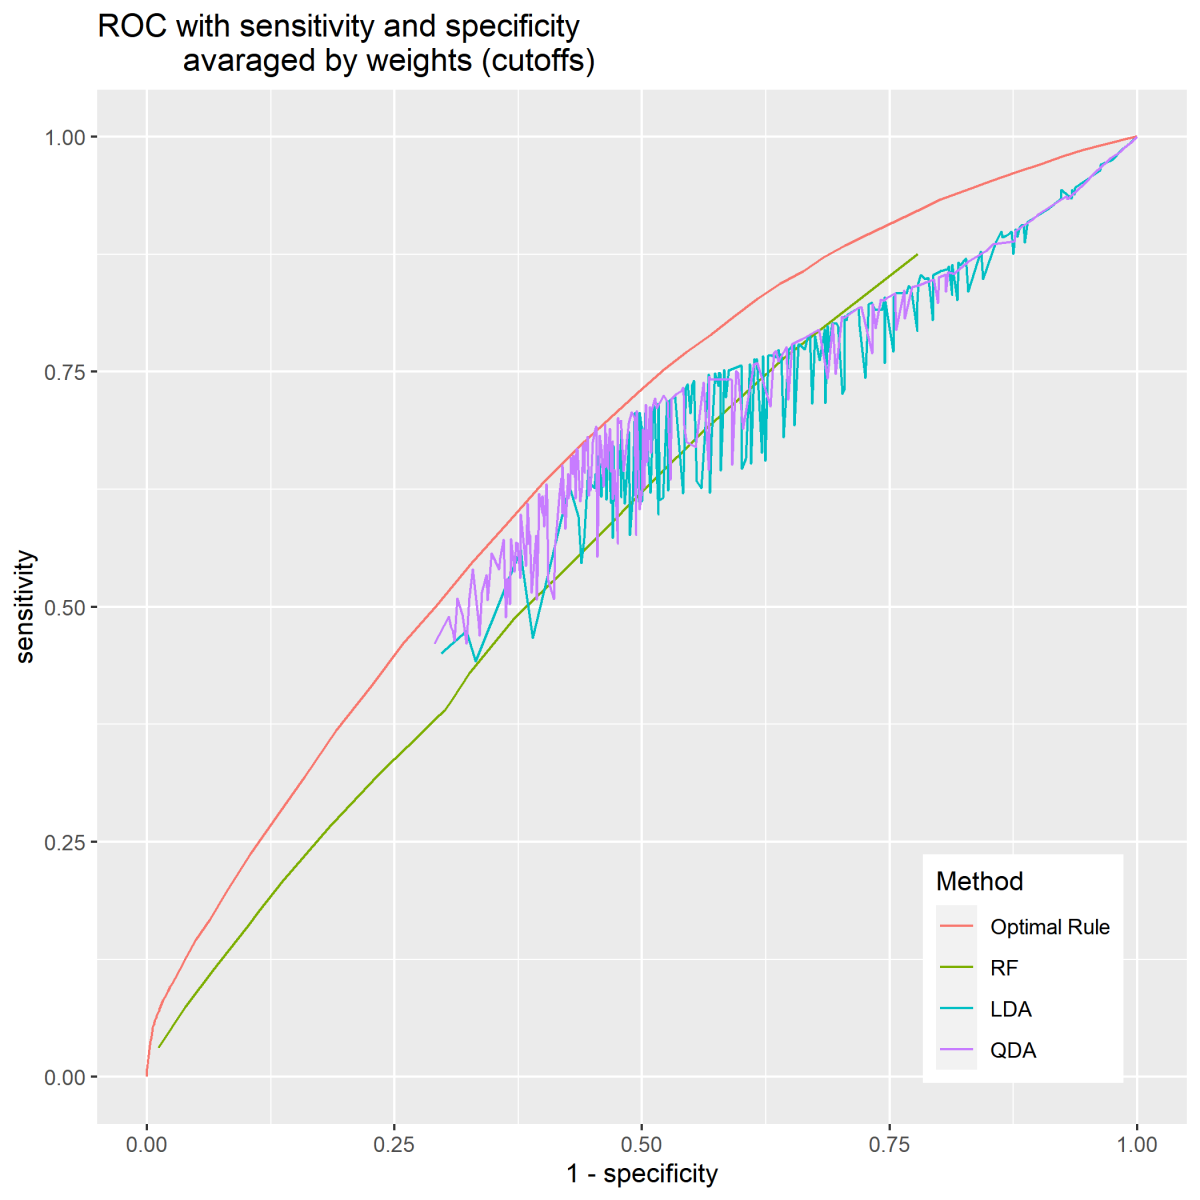 ROC with sensitivity and specificity
avaraged by weights (cutoffs)
1.00
0.75
0.50
0.25
0.00
sensitivity
0.00 0.25 0.50 0.75 1.00
1 - specificity
Method
Optimal Rule
RF
LDA
QDA